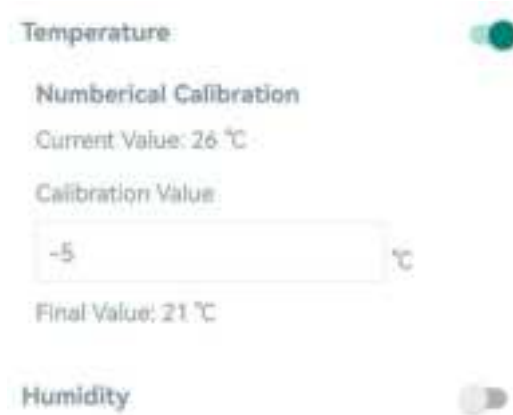 Temperature
Numberical Calibration
Current Value: 26 ℃
Calibration Value
-5 ℃
Final Value: 21 ℃
Humidity